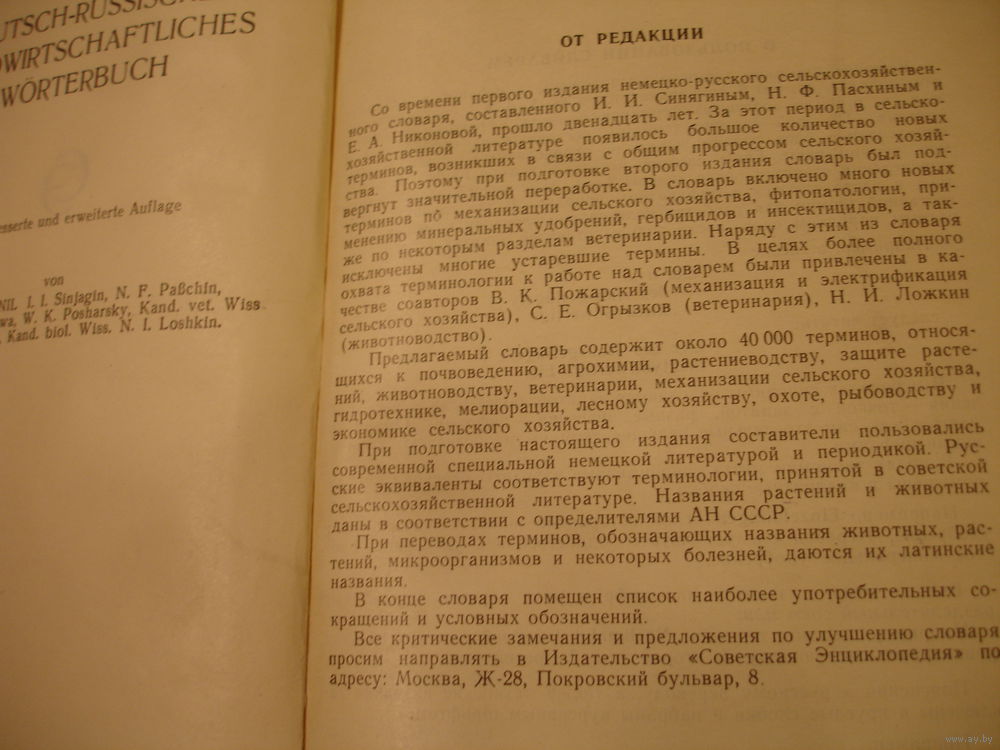 WÖRTERBUCH
und erweiterte Auflage
von
I. I. Sinjagin, N. F. Paßchin,
W. K. Posharsky, Kand. vet. Wiss.
Kand. biol. Wiss. N. I. Loshkin.
ОТ РЕДАКЦИИ
Со времени первого издания немецко-русского сельскохозяйствен-
ного словаря, составленного И. И. Синягиным, Н. Ф. Пасхиным и
Е. А. Никоновой, прошло двенадцать лет. За этот период в сельско-
хозяйственной литературе появилось большое количество новых
терминов, возникших в связи с общим прогрессом сельского хозяй-
ства. Поэтому при подготовке второго издания словарь был под-
вергнут значительной переработке. В словарь включено много новых
терминов по механизации сельского хозяйства, фитопатологии, при-
менению минеральных удобрений, гербицидов и инсектицидов, а так-
же по некоторым разделам ветеринарии. Наряду с этим из словаря
исключены многие устаревшие термины. В целях более полного
охвата терминологии к работе над словарем были привлечены в ка-
честве соавторов В. К. Пожарский (механизация и электрификация
сельского хозяйства), С. Е. Огрызков (ветеринария), Н. И. Ложкин
(животноводство).
Предлагаемый словарь содержит около 40 000 терминов, относя-
щихся к почвоведению, агрохимии, растениеводству, защите расте-
ний, животноводству, ветеринарии, механизации сельского хозяйства,
гидротехнике, мелиорации, лесному хозяйству, охоте, рыбоводству и
экономике сельского хозяйства.
При подготовке настоящего издания составители пользовались
современной специальной немецкой литературой и периодикой. Рус-
ские эквиваленты соответствуют терминологии, принятой в советской
сельскохозяйственной литературе. Названия растений и животных
даны в соответствии с определителями АН СССР.
При переводах терминов, обозначающих названия животных, рас-
тений, микроорганизмов и некоторых болезней, даются их латинские
названия.
В конце словаря помещен список наиболее употребительных со-
кращений и условных обозначений.
Все критические замечания и предложения по улучшению словаря
просим направлять в Издательство «Советская Энциклопедия» по
адресу: Москва, Ж-28, Покровский бульвар, 8.
www.ay.by